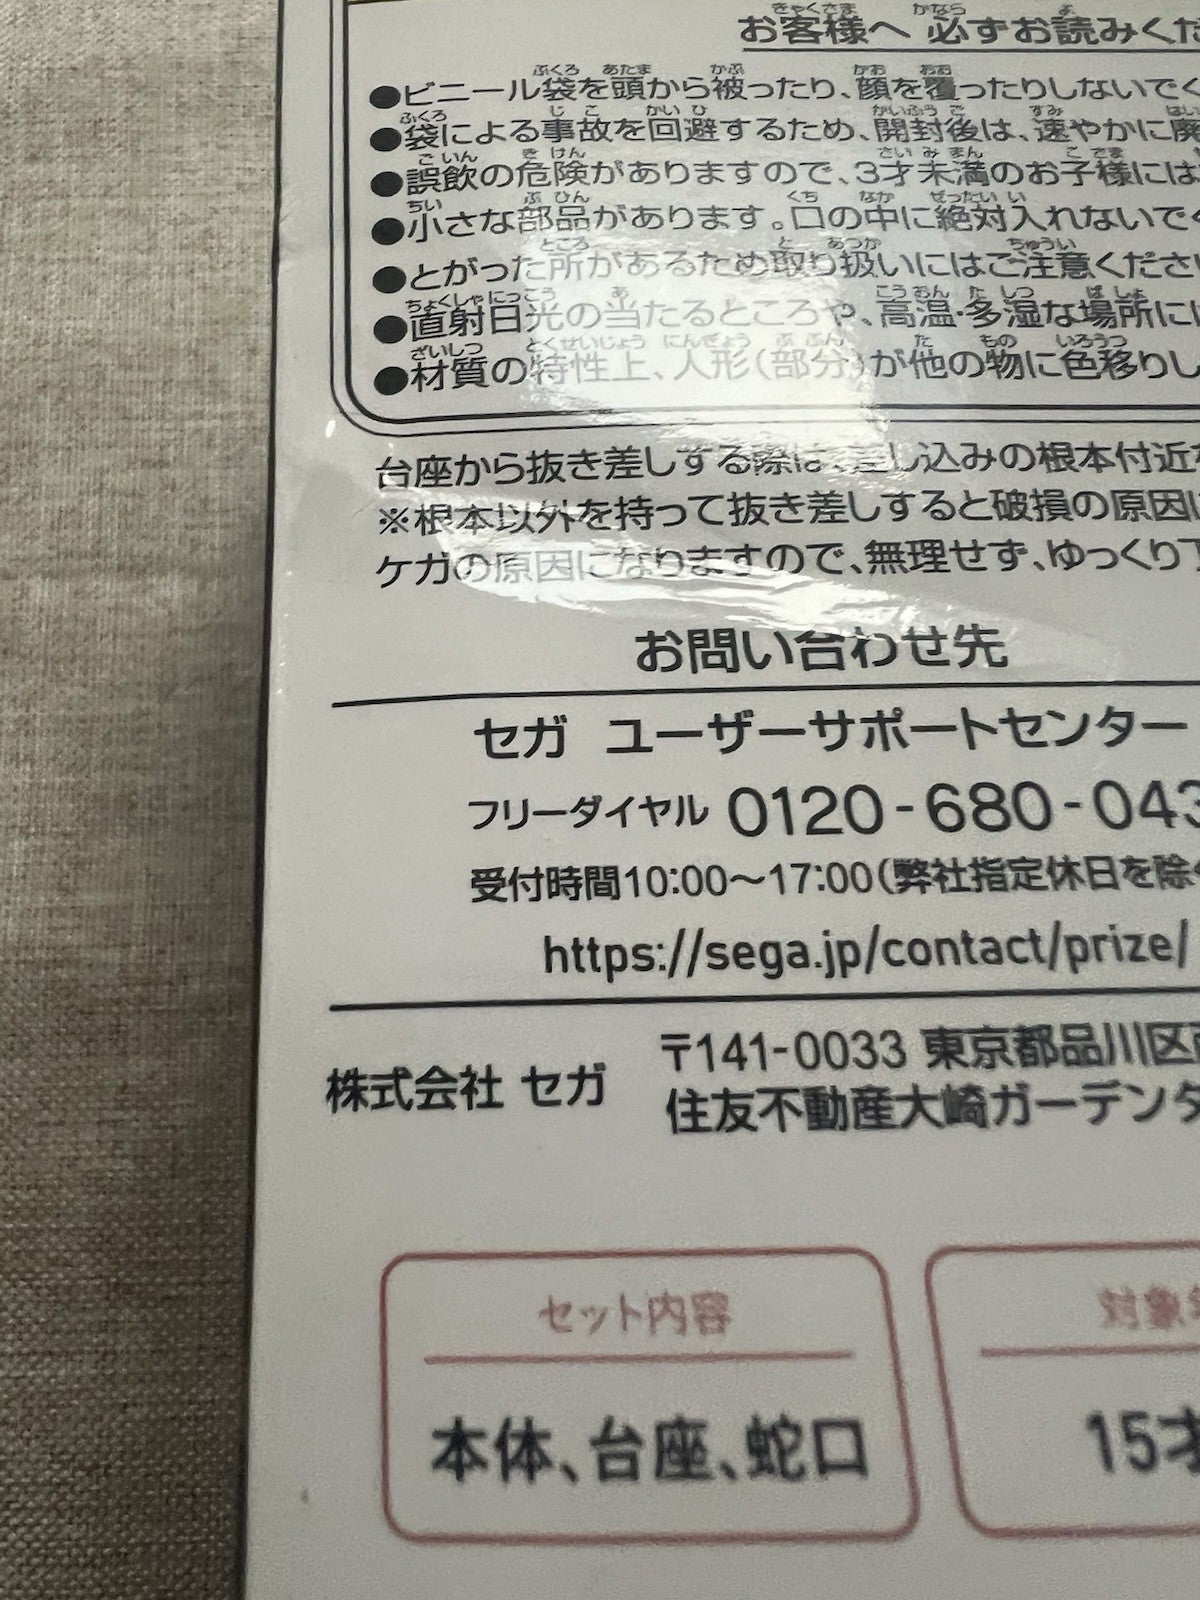 お客様へ 必ずお読みくだ
●ビニール袋を頭から被ったり、顔を覆ったりしないでく
●袋による事故を回避するため、開封後は、速やかに廃
●誤飲の危険がありますので、3才未満のお子様には
●小さな部品があります。口の中に絶対入れないでく
●とがった所があるため取り扱いにはご注意くださ
●直射日光の当たるところや、高温・多湿な場所に
●材質の特性上、人形(部分)が他の物に色移りし
台座から抜き差しする際は、差し込みの根本付近
※根本以外を持って抜き差しすると破損の原因
ケガの原因になりますので、無理せず、ゆっくり
お問い合わせ先
セガ ユーザーサポートセンター
フリーダイヤル 0120-680-043
受付時間10:00〜17:00(弊社指定休日を除
https://sega.jp/contact/prize/
株式会社 セガ
〒141-0033 東京都品川区
住友不動産大崎ガーデンタ
セット内容
本体、台座、蛇口
対象
15才